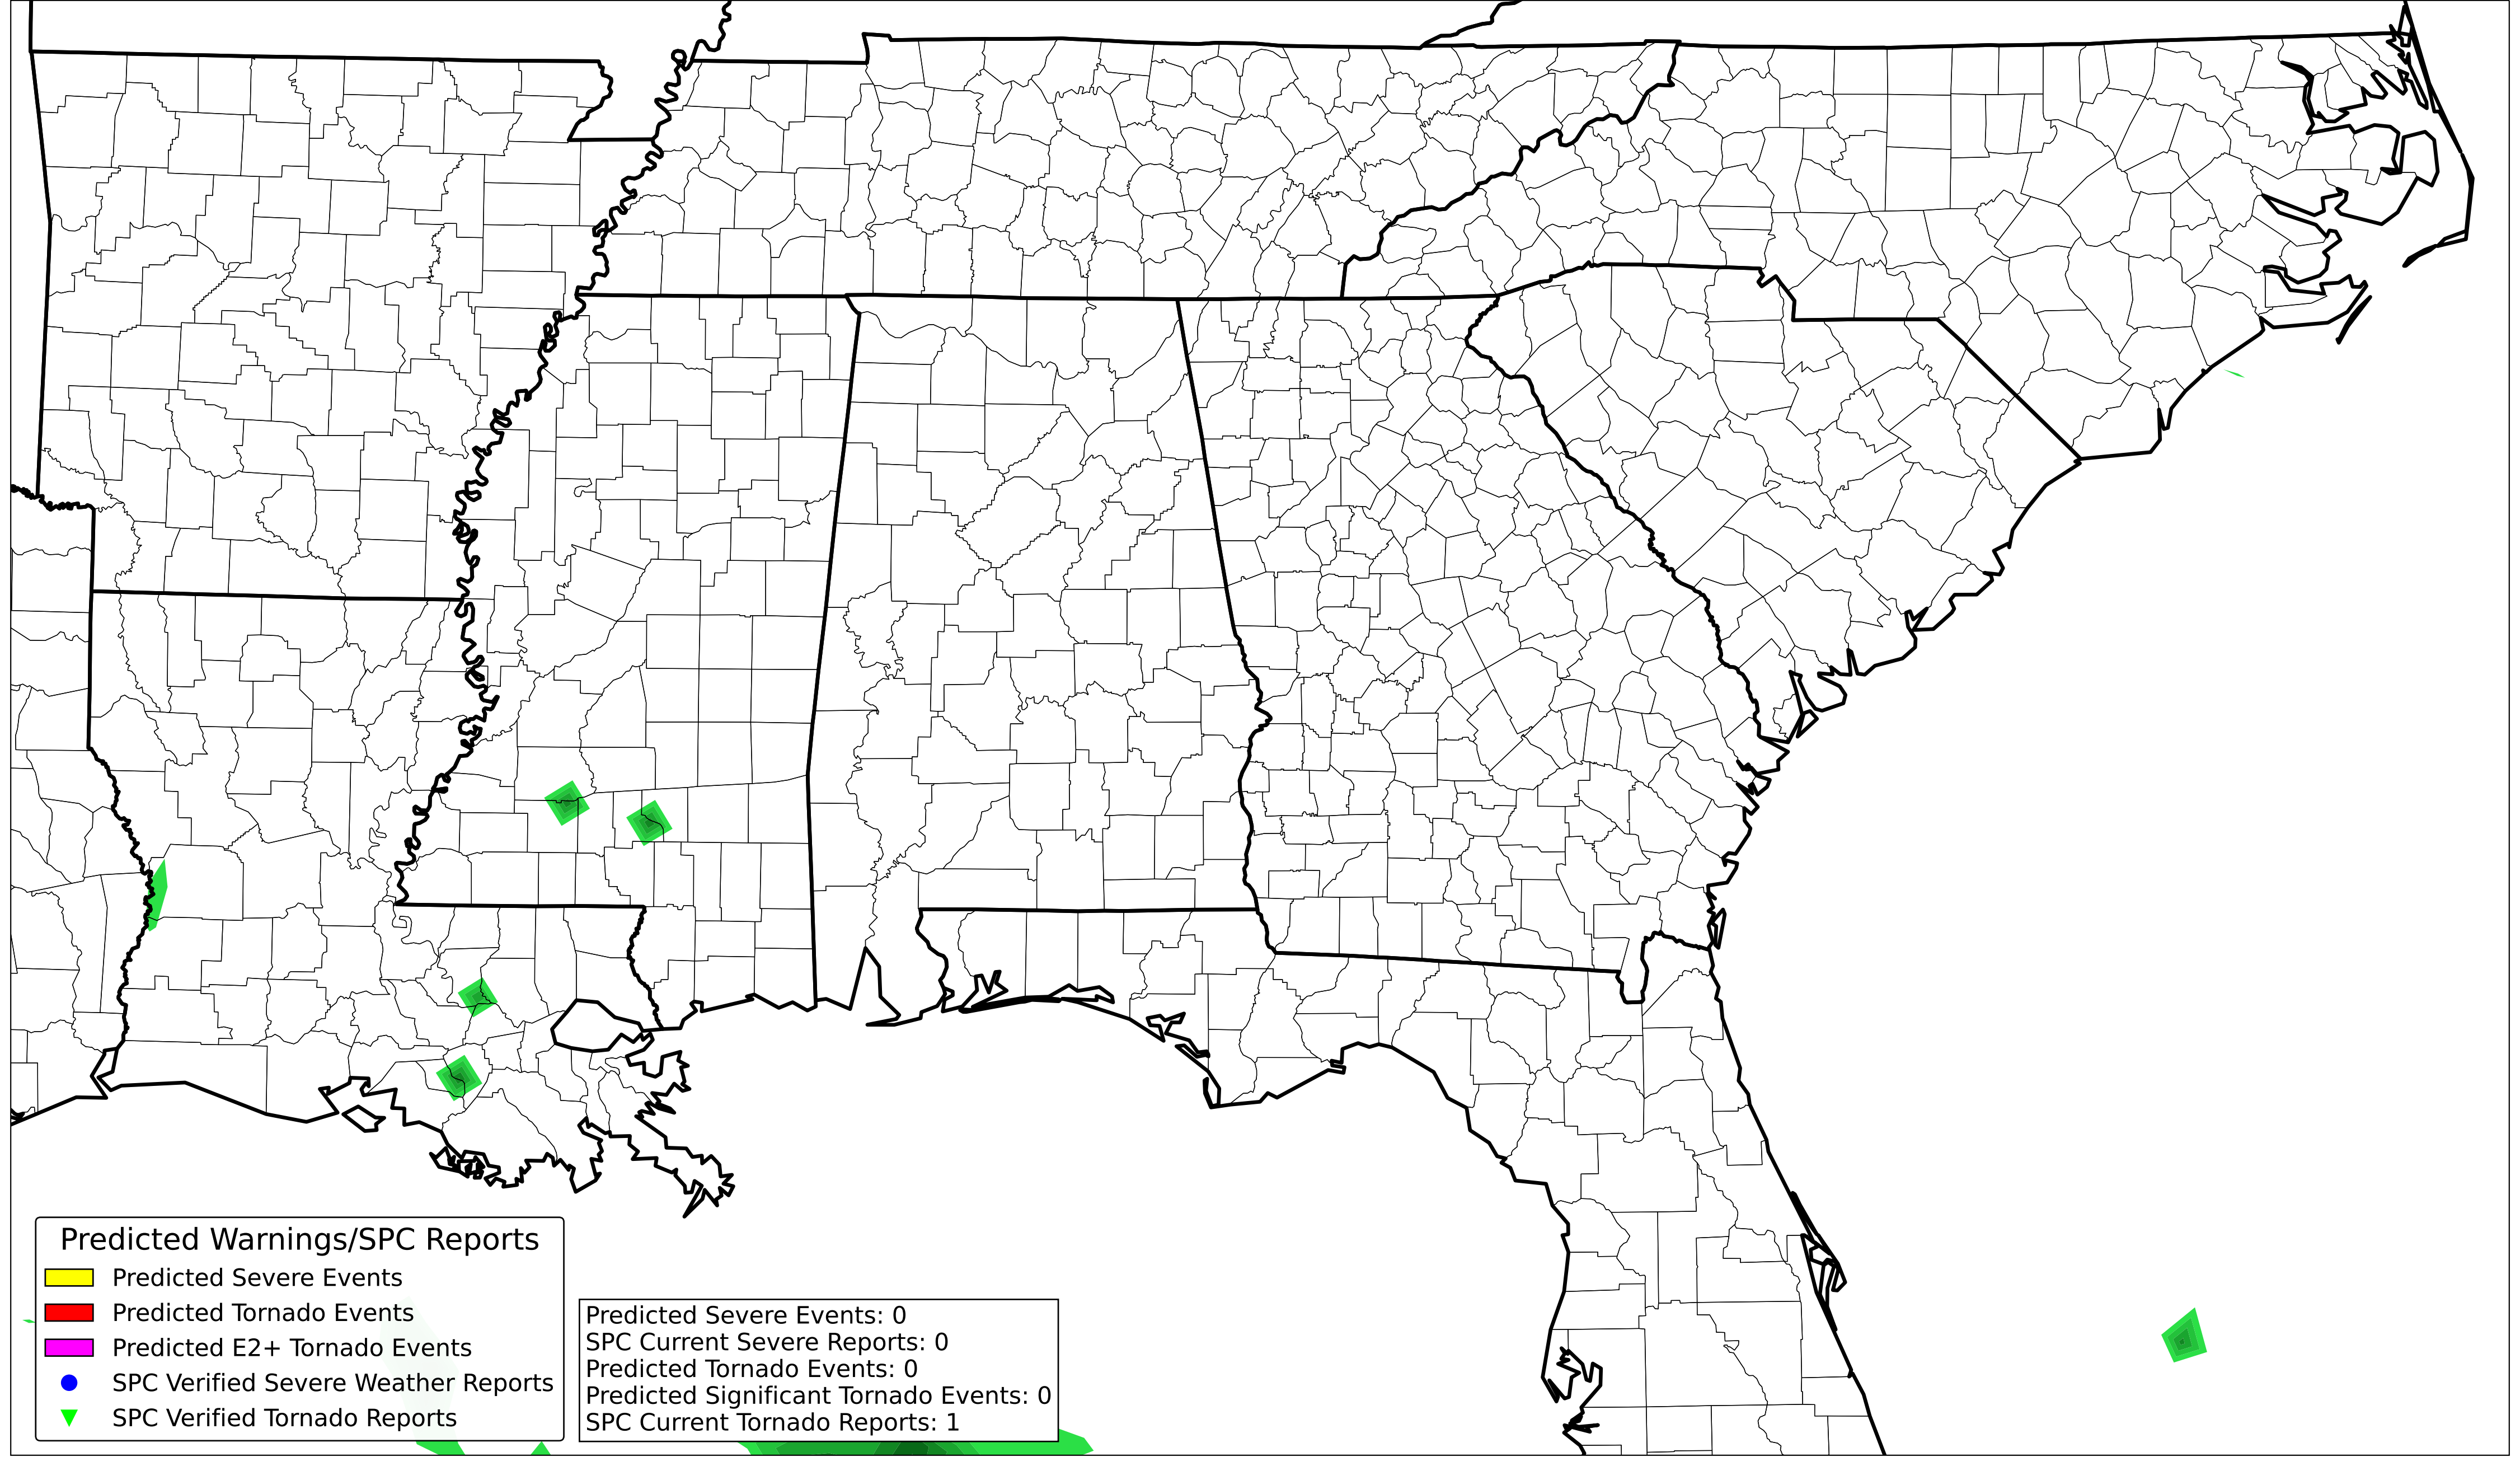 Predicted Warnings/SPC Reports
Predicted Severe Events
Predicted Tornado Events
Predicted E2+ Tornado Events
SPC Verified Severe Weather Reports
SPC Verified Tornado Reports
Predicted Severe Events: 0
SPC Current Severe Reports: 0
Predicted Tornado Events: 0
Predicted Significant Tornado Events: 0
SPC Current Tornado Reports: 1